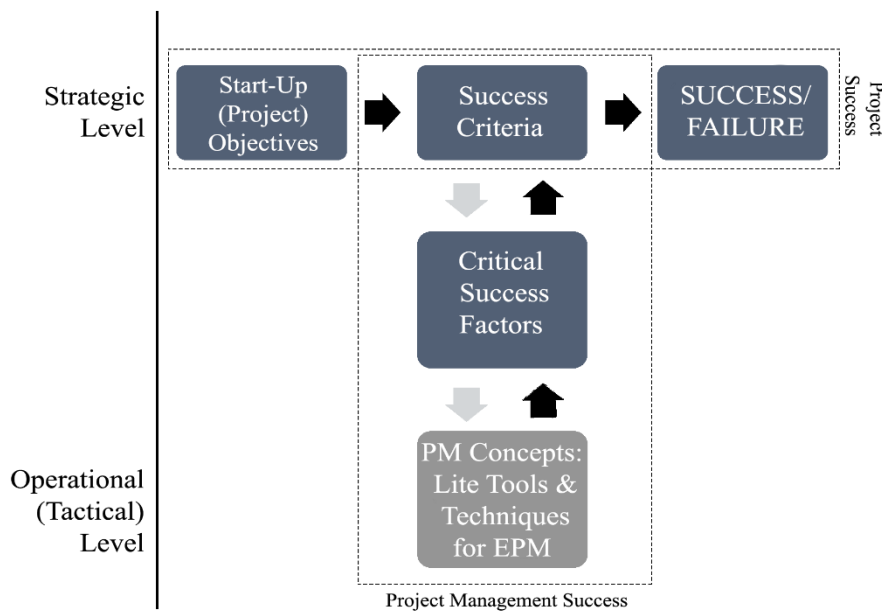 Strategic
Level
Start-Up
(Project)
Objectives
Success
Criteria
SUCCESS/
FAILURE
Project
Success
Critical
Success
Factors
Operational
(Tactical)
Level
PM Concepts:
Lite Tools &
Techniques
for EPM
Project Management Success